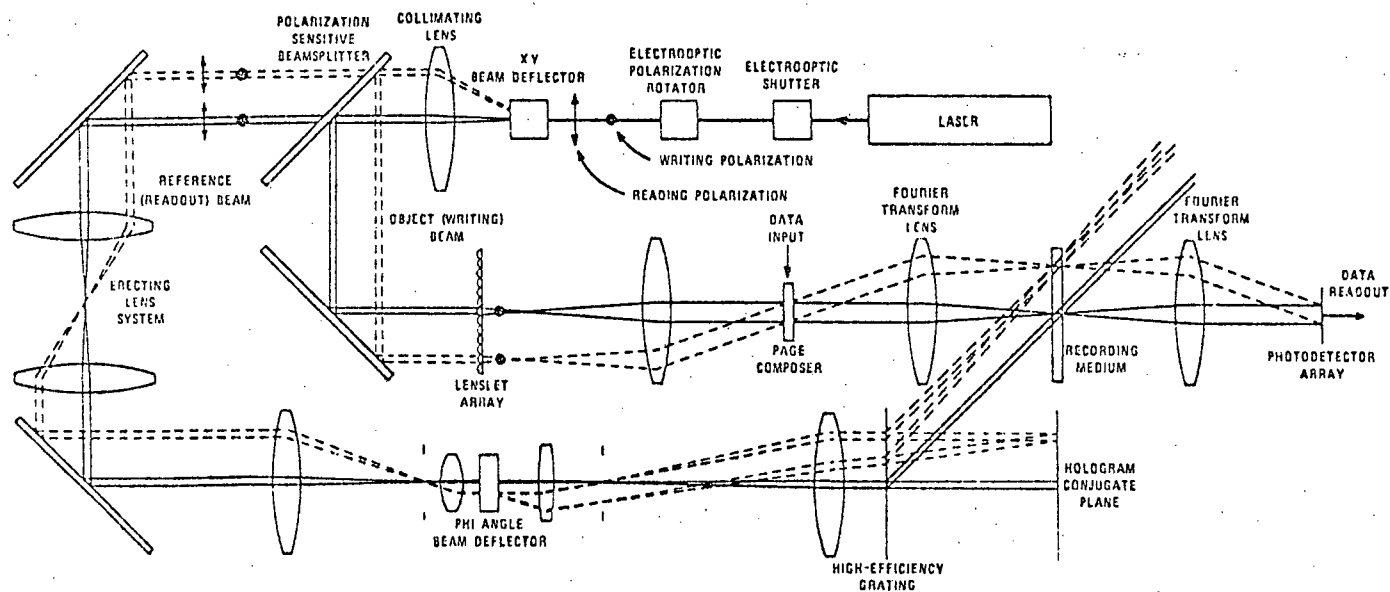 POLARIZATION
SENSITIVE
BEAMSPLITTER
COLLIMATING
LENS
XY
BEAM DEFLECTOR
ELECTROOPTIC
POLARIZATION
ROTATOR
ELECTROOPTIC
SHUTTER
LASER
WRITING POLARIZATION
READING POLARIZATION
REFERENCE
(READOUT) BEAM
OBJECT (WRITING)
BEAM
DATA
INPUT
FOURIER
TRANSFORM
LENS
FOURIER
TRANSFORM
LENS
ERECTING
LENS
SYSTEM
DATA
READOUT
LENSLET
ARRAY
PAGE
COMPOSER
RECORDING
MEDIUM
PHOTODETECTOR
ARRAY
PHI ANGLE
BEAM DEFLECTOR
HOLOGRAM
CONJUGATE
PLANE
HIGH-EFFICIENCY
GRATING